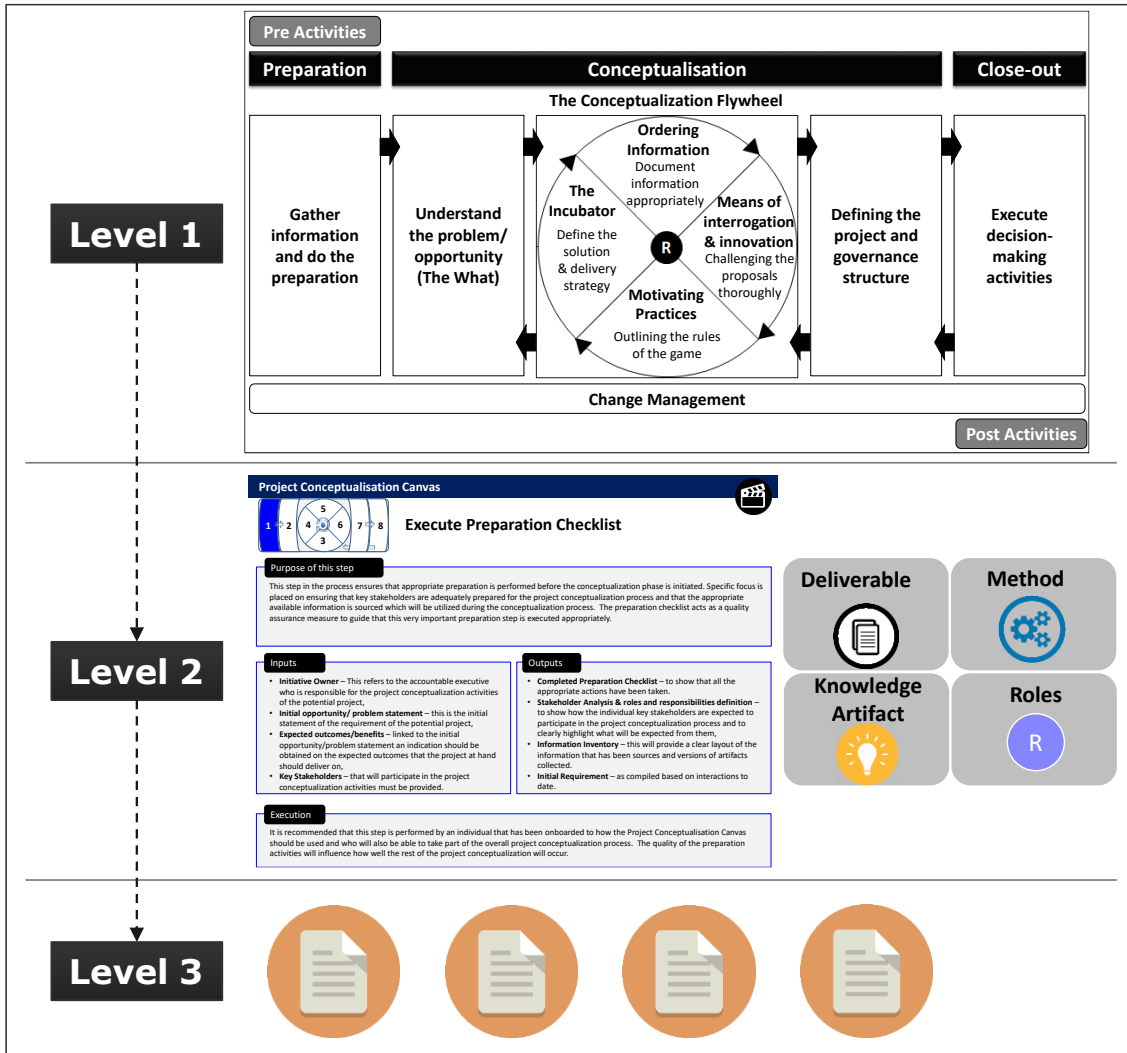 Pre Activities
Preparation
Conceptualisation
Close-out
The Conceptualization Flywheel
Gather
information
and do the
preparation
Understand
the problem/
opportunity
(The What)
Ordering
Information
Document
information
appropriately
The
Incubator
Define the
solution
& delivery
strategy
R
Means of
interrogation
& innovation
Challenging the
proposals
thoroughly
Motivating
Practices
Outlining the rules
of the game
Defining the
project and
governance
structure
Execute
decision-
making
activities
Change Management
Post Activities
Level 1
Project Conceptualisation Canvas
1
2
4
5
3
6
7
8
Execute Preparation Checklist
Purpose of this step
This step in the process ensures that appropriate preparation is performed before the conceptualization phase is initiated. Specific focus is
placed on ensuring that key stakeholders are adequately prepared for the project conceptualization process and that the appropriate
available information is sourced which will be utilized during the conceptualization process. The preparation checklist acts as a quality
assurance measure to guide that this very important preparation step is executed appropriately.
Inputs
• Initiative Owner – This refers to the accountable executive
who is responsible for the project conceptualization activities
of the potential project,
• Initial opportunity/ problem statement – this is the initial
statement of the requirement of the potential project,
• Expected outcomes/benefits – linked to the initial
opportunity/problem statement an indication should be
obtained on the expected outcomes that the project at hand
should deliver on,
• Key Stakeholders – that will participate in the project
conceptualization activities must be provided.
Outputs
• Completed Preparation Checklist – to show that all the
appropriate actions have been taken.
• Stakeholder Analysis & roles and responsibilities definition –
to show how the individual key stakeholders are expected to
participate in the project conceptualization process and to
clearly highlight what will be expected from them,
• Information Inventory – this will provide a clear layout of the
information that has been sources and versions of artifacts
collected.
• Initial Requirement – as compiled based on interactions to
date.
Execution
It is recommended that this step is performed by an individual that has been onboarded to how the Project Conceptualisation Canvas
should be used and who will also be able to take part of the overall project conceptualization process. The quality of the preparation
activities will influence how well the rest of the project conceptualization will occur.
Level 2
Deliverable
Method
Knowledge
Artifact
Roles
R
Level 3